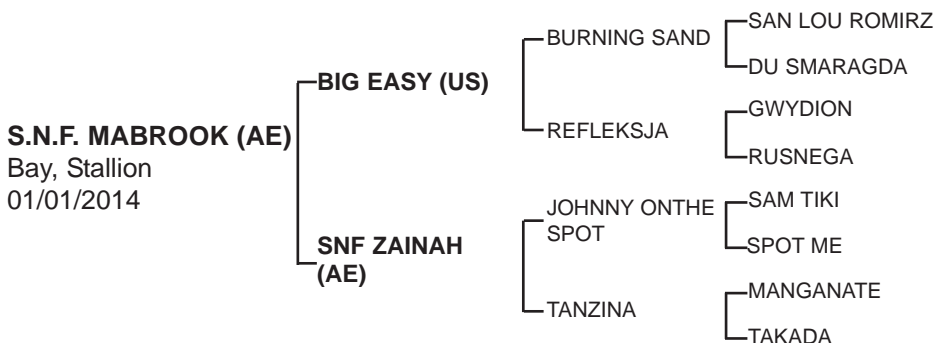 S.N.F. MABROOK (AE)
Bay, Stallion
01/01/2014
BIG EASY (US)
SNF ZAINAH
(AE)
BURNING SAND
REFLEKSJA
JOHNNY ONTHE
SPOT
TANZINA
SAN LOU ROMIRZ
DU SMARAGDA
GWYDION
RUSNEGA
SAM TIKI
SPOT ME
MANGANATE
TAKADA